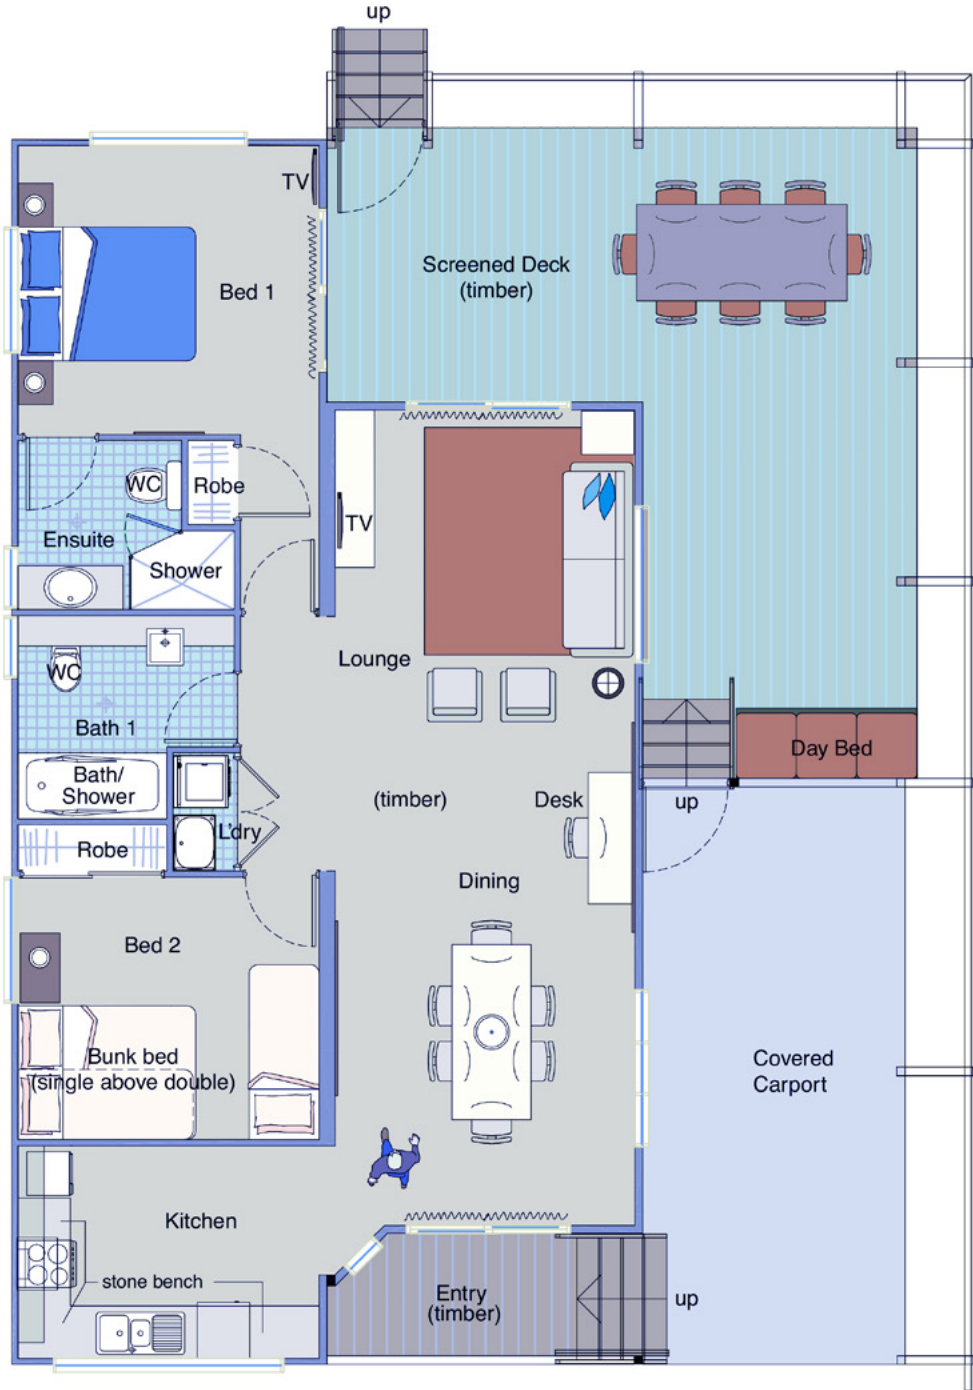 up
TV
Screened Deck
(timber)
Bed 1
WC
Robe
Ensuite
Shower
TV
Lounge
WC
Bath 1
Bath/
Shower
Day Bed
(timber)
Desk
up
L'dry
Robe
Dining
Bed 2
Bunk bed
(single above double)
Covered
Carport
Kitchen
stone bench
Entry
(timber)
up